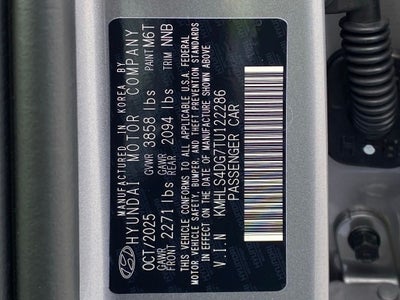 MANUFACTURED IN KOREA BY
HYUNDAI MOTOR COMPANY
OCT/2025 GVWR 3858 lbs PAINT M6T
GAWR FRONT 2271 lbs GAWR REAR 2094 lbs TRIM NNB
THIS VEHICLE CONFORMS TO ALL APPLICABLE U.S.A. FEDERAL
MOTOR VEHICLE SAFETY, BUMPER, AND THEFT PREVENTION STANDARDS
IN EFFECT ON THE DATE OF MANUFACTURE SHOWN ABOVE
V.I.N KMHLS4DG7TU122286
PASSENGER CAR